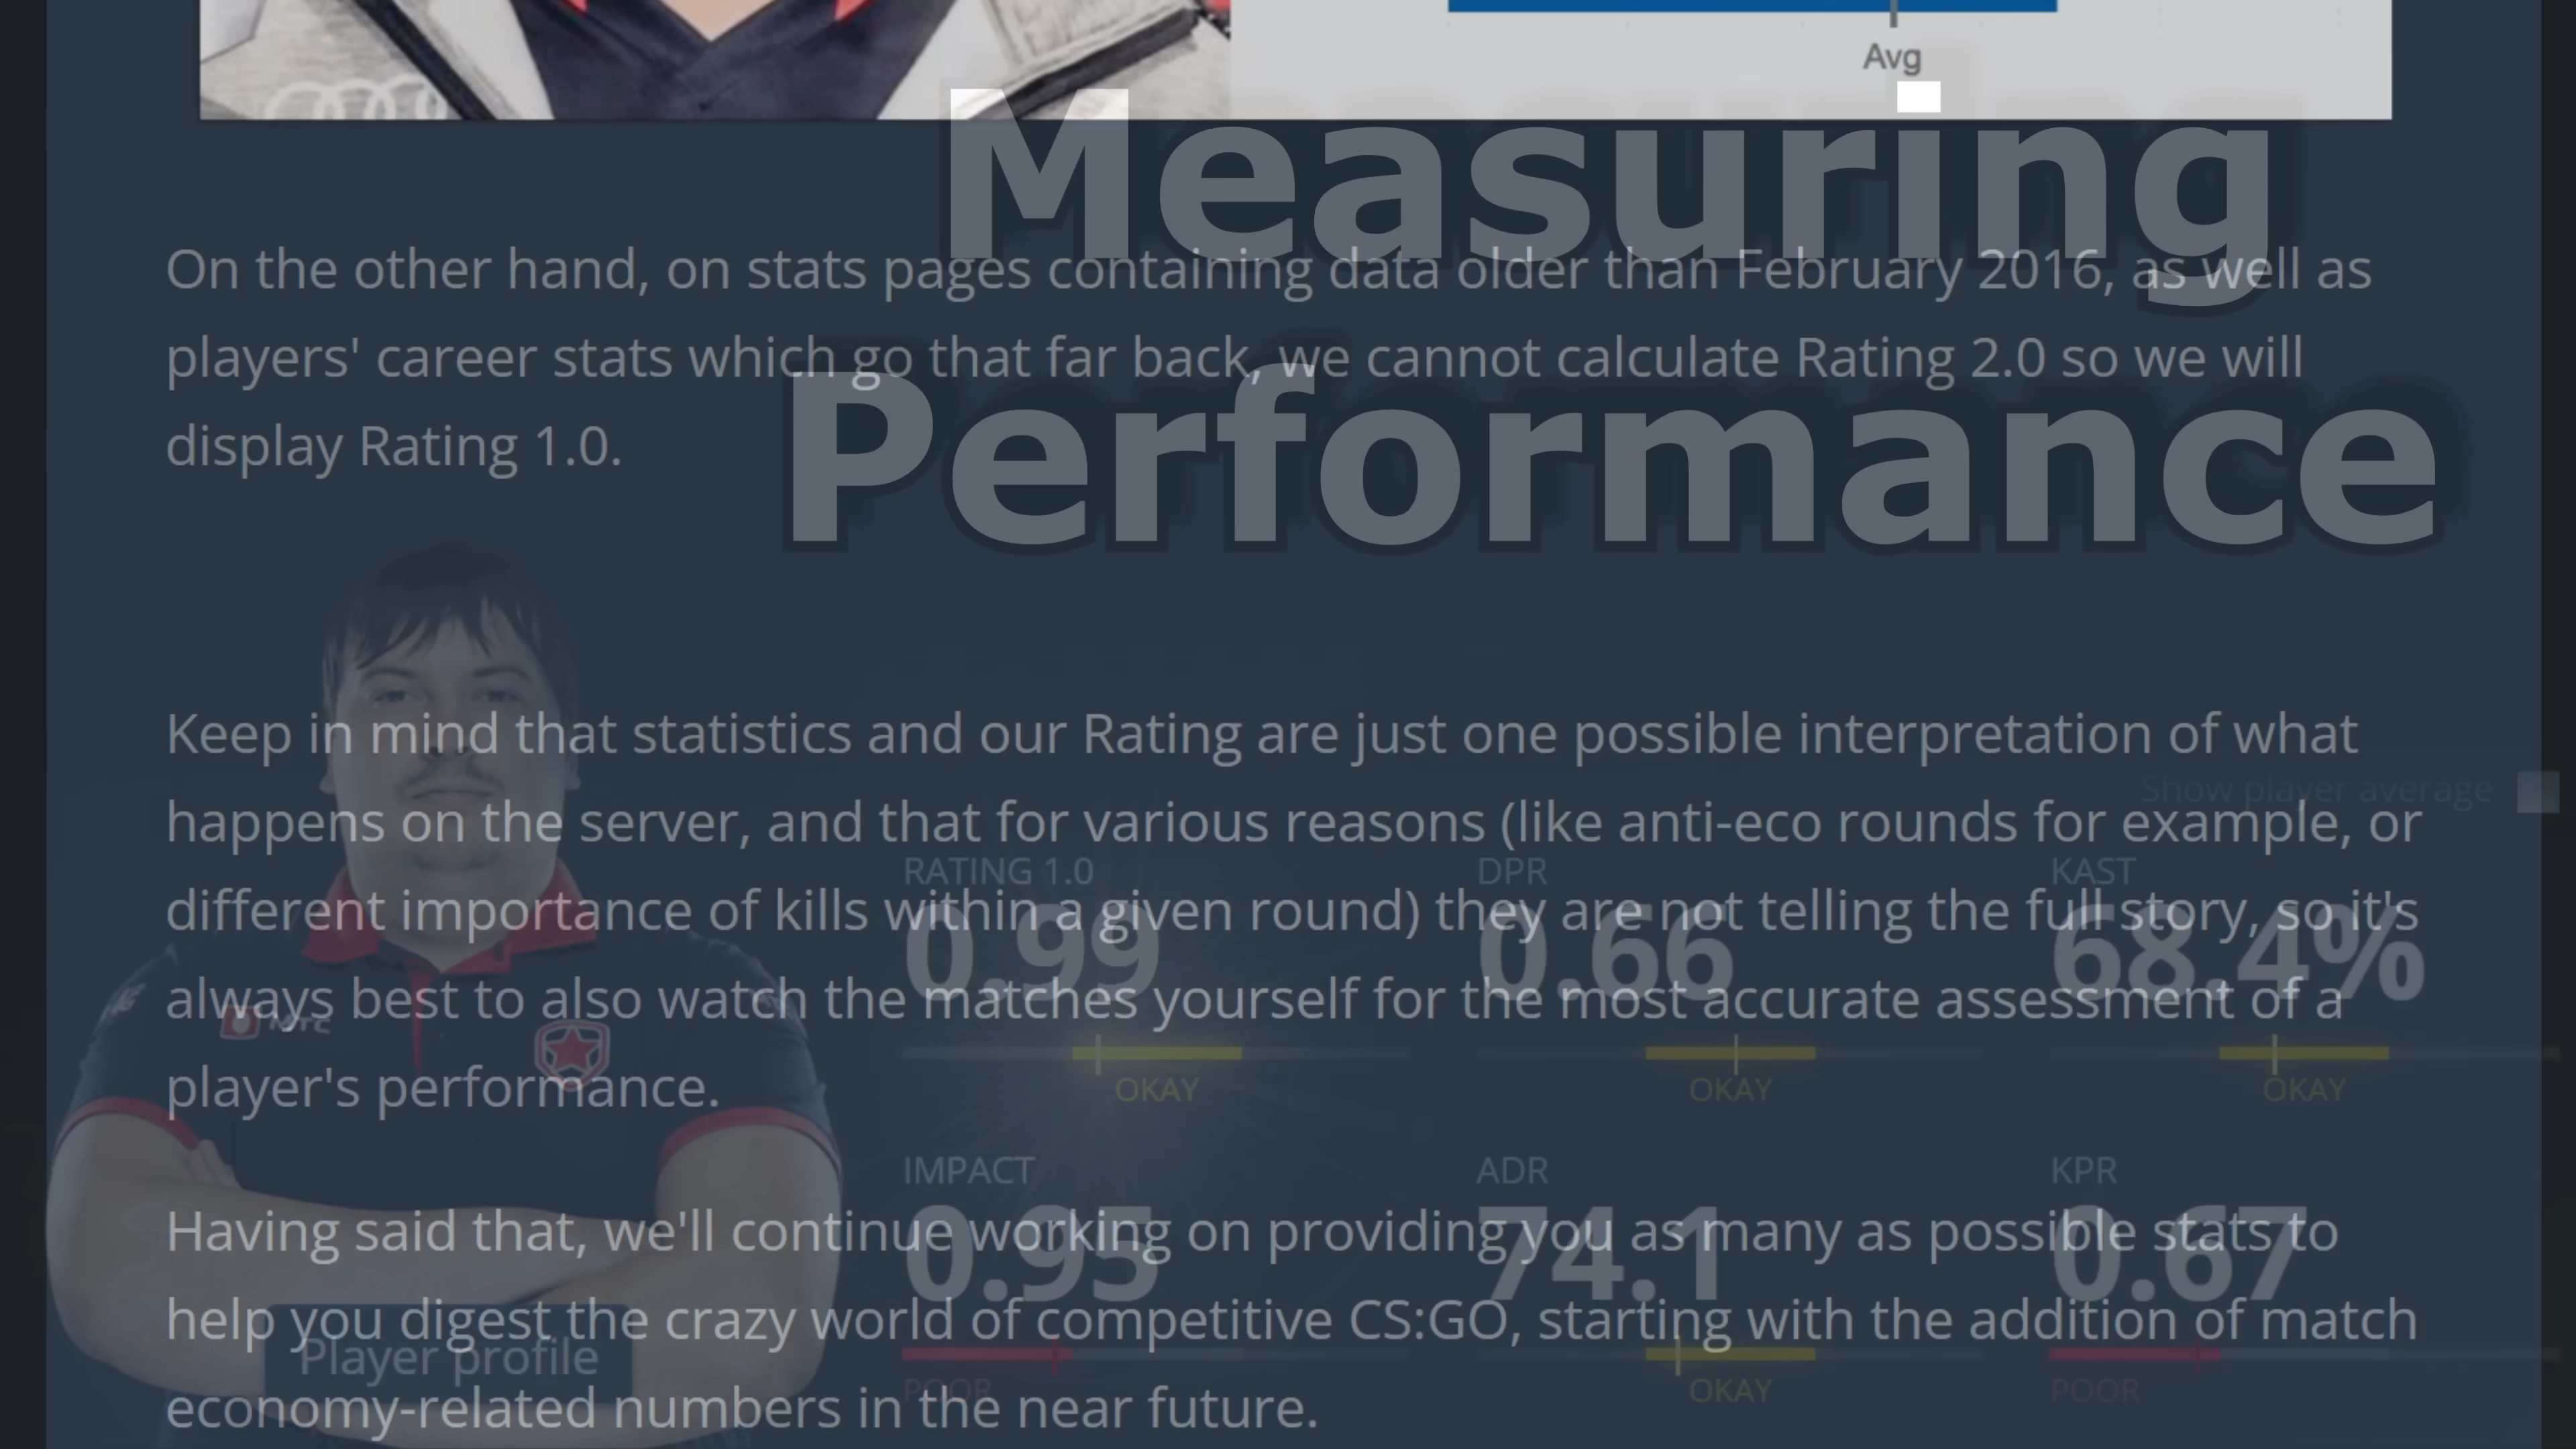 Avg
Measuring
Performance
On the other hand, on stats pages containing data older than February 2016, as well as
players' career stats which go that far back, we cannot calculate Rating 2.0 so we will
display Rating 1.0.
Keep in mind that statistics and our Rating are just one possible interpretation of what
happens on the server, and that for various reasons (like anti-eco rounds for example, or
different importance of kills within a given round) they are not telling the full story, so it's
always best to also watch the matches yourself for the most accurate assessment of a
player's performance.
Having said that, we'll continue working on providing you as many as possible stats to
help you digest the crazy world of competitive CS:GO, starting with the addition of match
economy-related numbers in the near future.
Show player average
RATING 1.0 DPR KAST
0.99 0.66 68.4%
OKAY OKAY OKAY
IMPACT ADR KPR
0.95 74.1 0.67
POOR OKAY POOR
МТС
Player profile